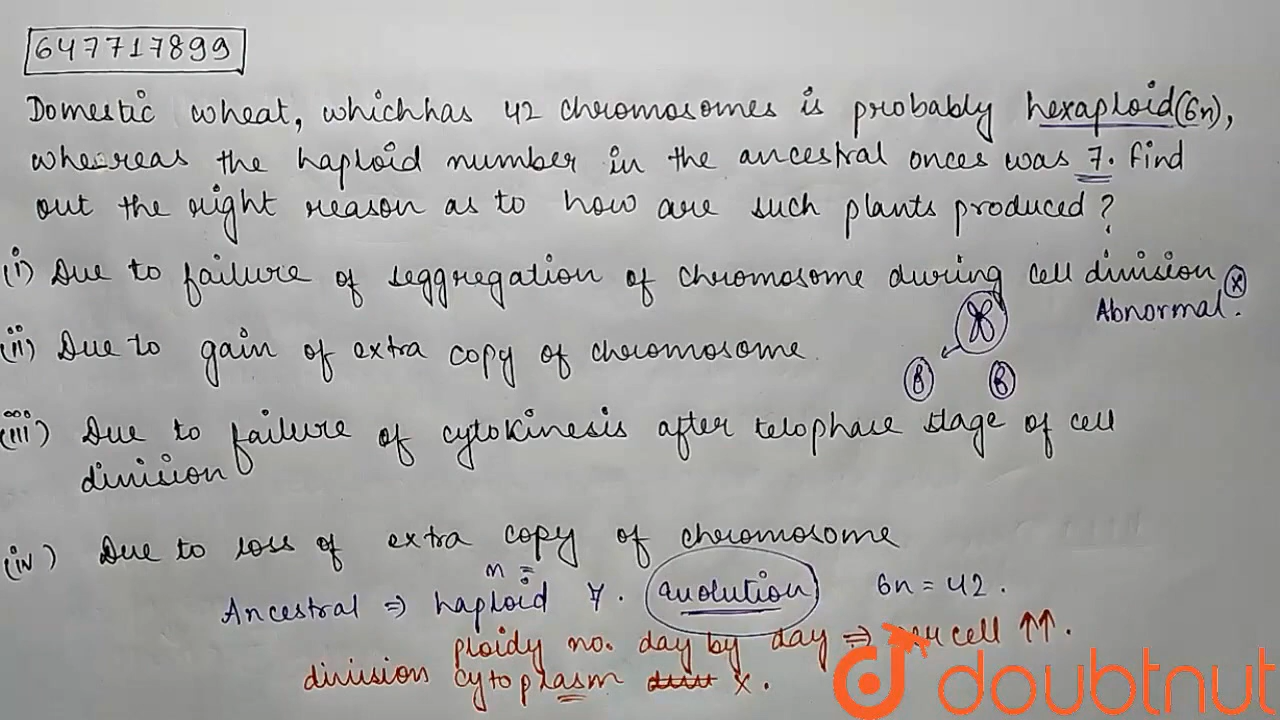 647717899
Domestic wheat, which has 42 chromosomes is probably hexaploid(6n),
whereas the haploid number in the ancestral onces was 7. Find
out the right reason as to how are such plants produced?
(i) Due to failure of seggregation of chromosome during cell division
Abnormal.
(ii) Due to gain of extra copy of chromosome.
(iii) Due to failure of cytokinesis after telophase stage of cell
division
(iv) Due to loss of extra copy of chromosome
n =
Ancestral ⇒ haploid 7. evolution 6n = 42.
ploidy no. day by day ⇒ cell ↑↑.
division cytoplasm x.
doubtnut